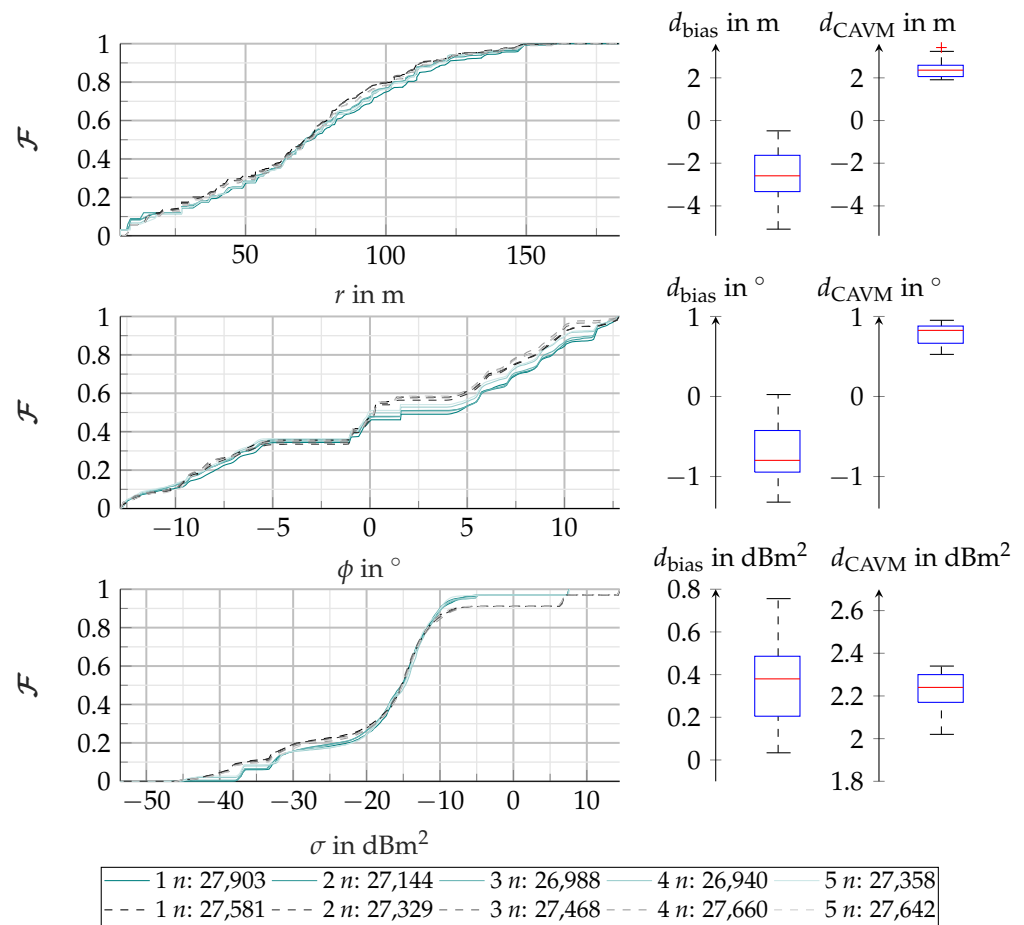 d_bias in m
d_CAVM in m
1
0.8
0.6
0.4
0.2
0
ℱ
50 100 150
r in m
2
0
−2
−4
2
0
−2
−4
d_bias in °
d_CAVM in °
1
0.8
0.6
0.4
0.2
0
ℱ
−10 −5 0 5 10
ϕ in °
1
0
−1
1
0
−1
d_bias in dBm²
d_CAVM in dBm²
1
0.8
0.6
0.4
0.2
0
ℱ
−50 −40 −30 −20 −10 0 10
σ in dBm²
0.8
0.6
0.4
0.2
0
2.6
2.4
2.2
2
1.8
1 n: 27,903 2 n: 27,144 3 n: 26,988 4 n: 26,940 5 n: 27,358
1 n: 27,581 2 n: 27,329 3 n: 27,468 4 n: 27,660 5 n: 27,642